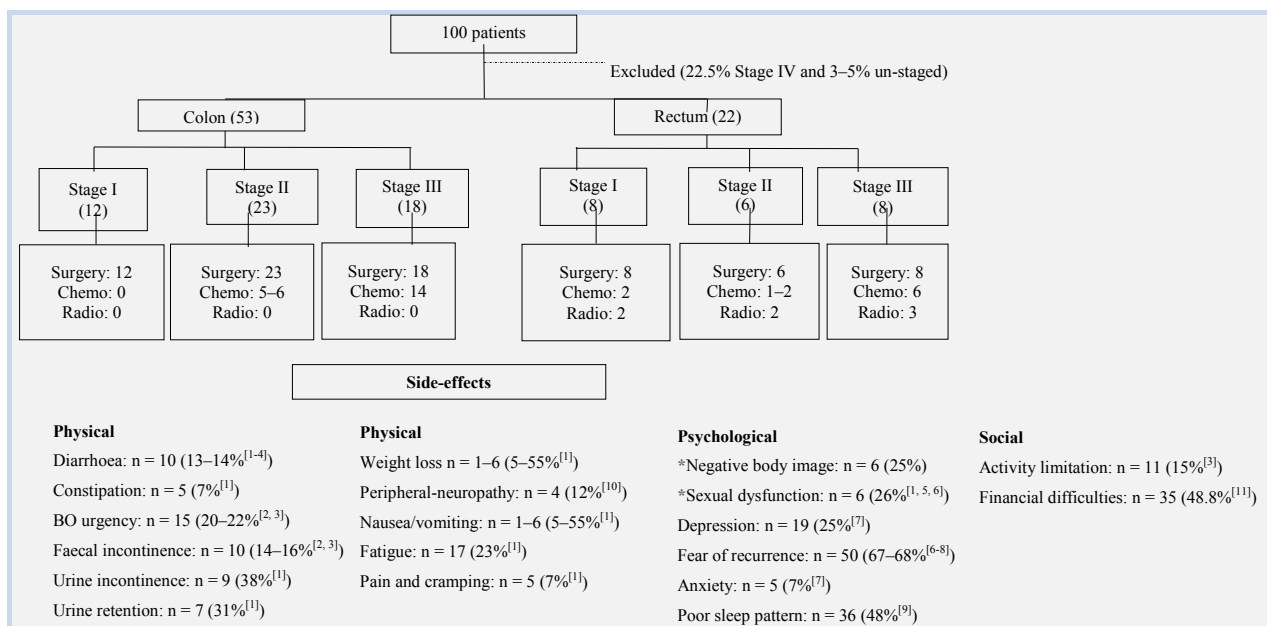 100 patients
Excluded (22.5% Stage IV and 3–5% un-staged)
Colon (53)
Rectum (22)
Stage I
(12)
Stage II
(23)
Stage III
(18)
Stage I
(8)
Stage II
(6)
Stage III
(8)
Surgery: 12
Chemo: 0
Radio: 0
Surgery: 23
Chemo: 5–6
Radio: 0
Surgery: 18
Chemo: 14
Radio: 0
Surgery: 8
Chemo: 2
Radio: 2
Surgery: 6
Chemo: 1–2
Radio: 2
Surgery: 8
Chemo: 6
Radio: 3
Side-effects
Physical
Diarrhoea: n = 10 (13–14%[1-4])
Constipation: n = 5 (7%[1])
BO urgency: n = 15 (20–22%[2, 3])
Faecal incontinence: n = 10 (14–16%[2, 3])
Urine incontinence: n = 9 (38%[1])
Urine retention: n = 7 (31%[1])
Physical
Weight loss n = 1–6 (5–55%[1])
Peripheral-neuropathy: n = 4 (12%[10])
Nausea/vomiting: n = 1–6 (5–55%[1])
Fatigue: n = 17 (23%[1])
Pain and cramping: n = 5 (7%[1])
Psychological
*Negative body image: n = 6 (25%)
*Sexual dysfunction: n = 6 (26%[1, 5, 6])
Depression: n = 19 (25%[7])
Fear of recurrence: n = 50 (67–68%[6-8])
Anxiety: n = 5 (7%[7])
Poor sleep pattern: n = 36 (48%[9])
Social
Activity limitation: n = 11 (15%[3])
Financial difficulties: n = 35 (48.8%[11])